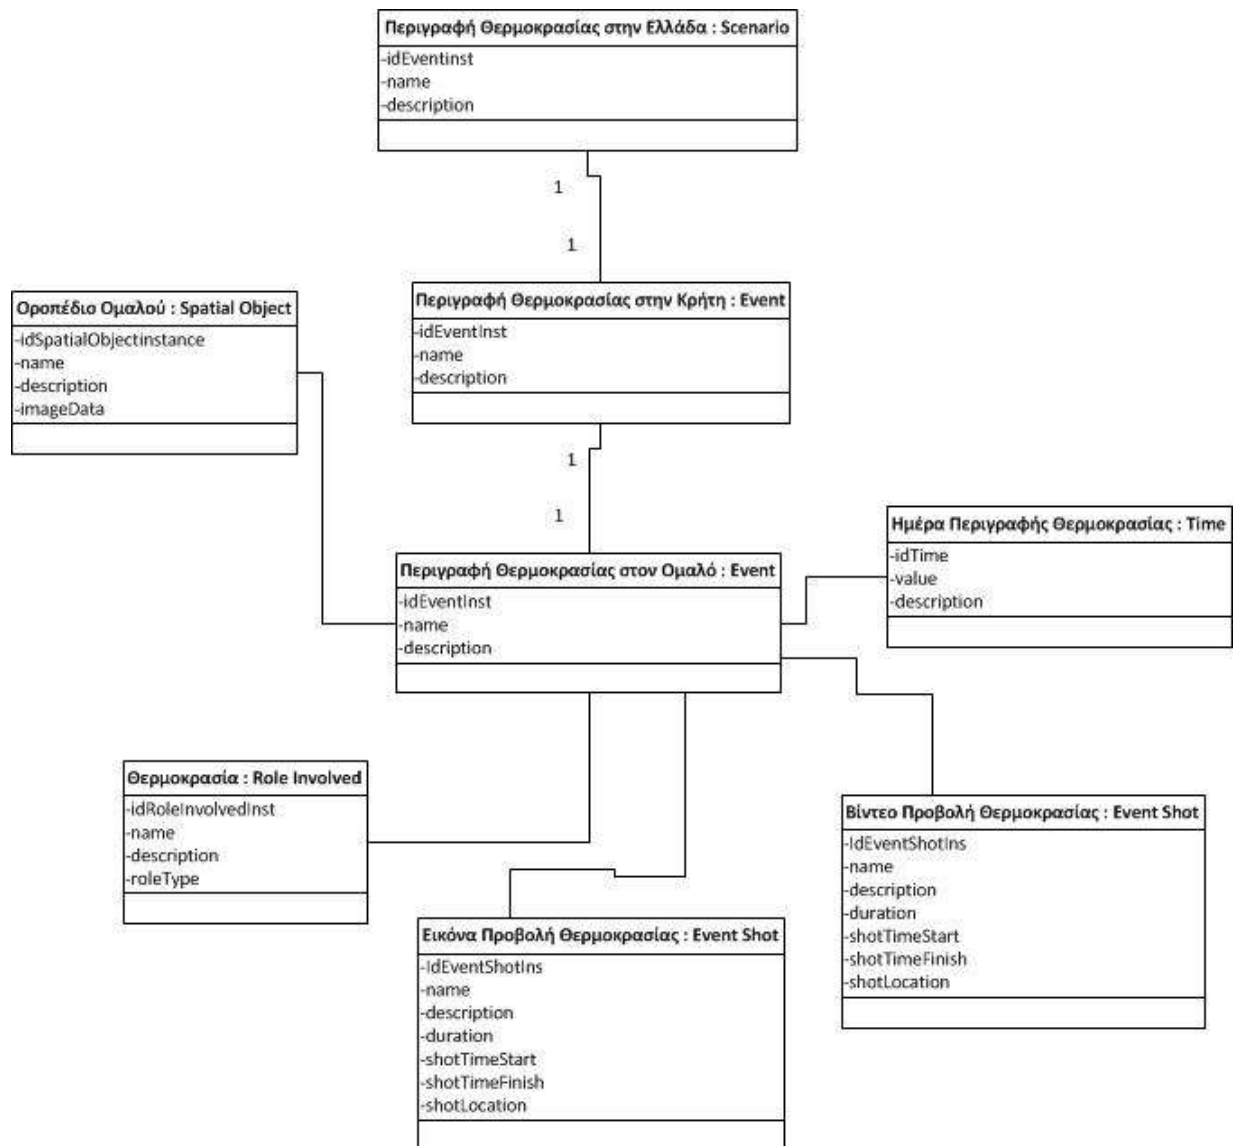 Περιγραφή Θερμοκρασίας στην Ελλάδα : Scenario
-idEventinst
-name
-description
1
1
Οροπέδιο Ομαλού : Spatial Object
-idSpatialObjectinstance
-name
-description
-imageData
Περιγραφή Θερμοκρασίας στην Κρήτη : Event
-idEventInst
-name
-description
1
1
Ημέρα Περιγραφής Θερμοκρασίας : Time
-idTime
-value
-description
Περιγραφή Θερμοκρασίας στον Ομαλό : Event
-idEventInst
-name
-description
Θερμοκρασία : Role Involved
-idRoleInvolvedInst
-name
-description
-roleType
Βίντεο Προβολή Θερμοκρασίας : Event Shot
-IdEventShotIns
-name
-description
-duration
-shotTimeStart
-shotTimeFinish
-shotLocation
Εικόνα Προβολή Θερμοκρασίας : Event Shot
-IdEventShotIns
-name
-description
-duration
-shotTimeStart
-shotTimeFinish
-shotLocation